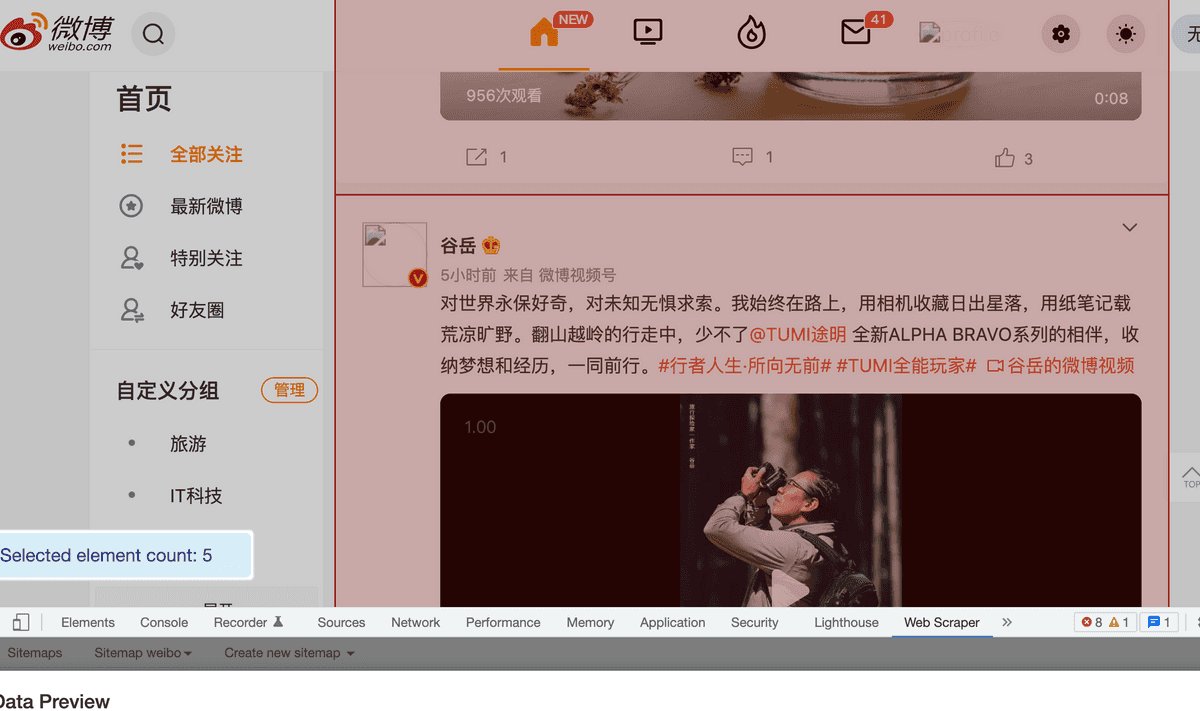 微博
weibo.com
NEW
41
无
首页
956次观看
0:08
全部关注
1
1
3
最新微博
特别关注
好友圈
谷岳
5小时前 来自 微博视频号
对世界永保好奇，对未知无惧求索。我始终在路上，用相机收藏日出星落，用纸笔记载
荒凉旷野。翻山越岭的行走中，少不了@TUMI途明 全新ALPHA BRAVO系列的相伴，收
纳梦想和经历，一同前行。#行者人生·所向无前# #TUMI全能玩家# 谷岳的微博视频
自定义分组
管理
旅游
IT科技
1.00
TOP
Selected element count: 5
展开
Elements Console Recorder Sources Network Performance Memory Application Security Lighthouse Web Scraper » 8 1 1
Sitemaps Sitemap weibo Create new sitemap
Data Preview